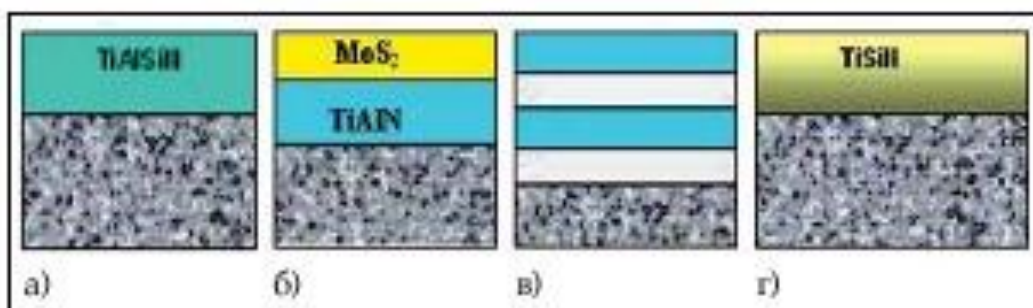 TiAlSiN
MoS₂
TiAlN
TiSiN
а)
б)
в)
г)